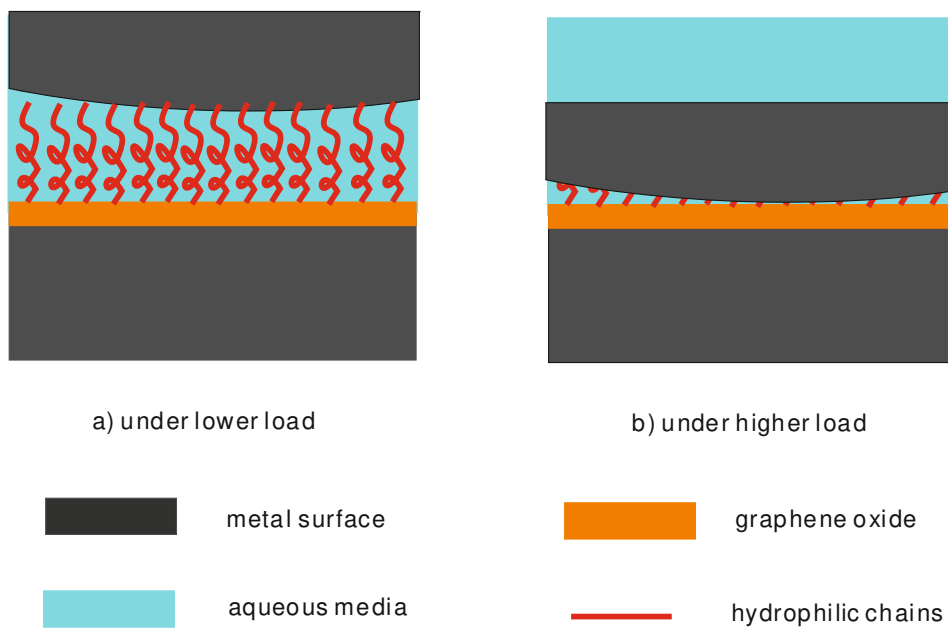 a) under lower load
b) under higher load
metal surface
graphene oxide
aqueous media
hydrophilic chains